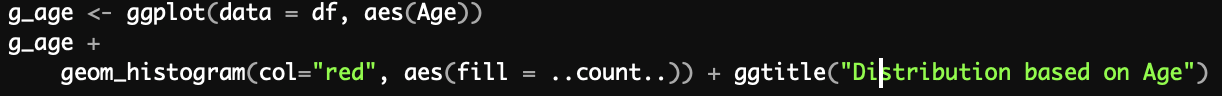 g_age <- ggplot(data = df, aes(Age))
g_age +
    geom_histogram(col="red", aes(fill = ..count..)) + ggtitle("Distribution based on Age")